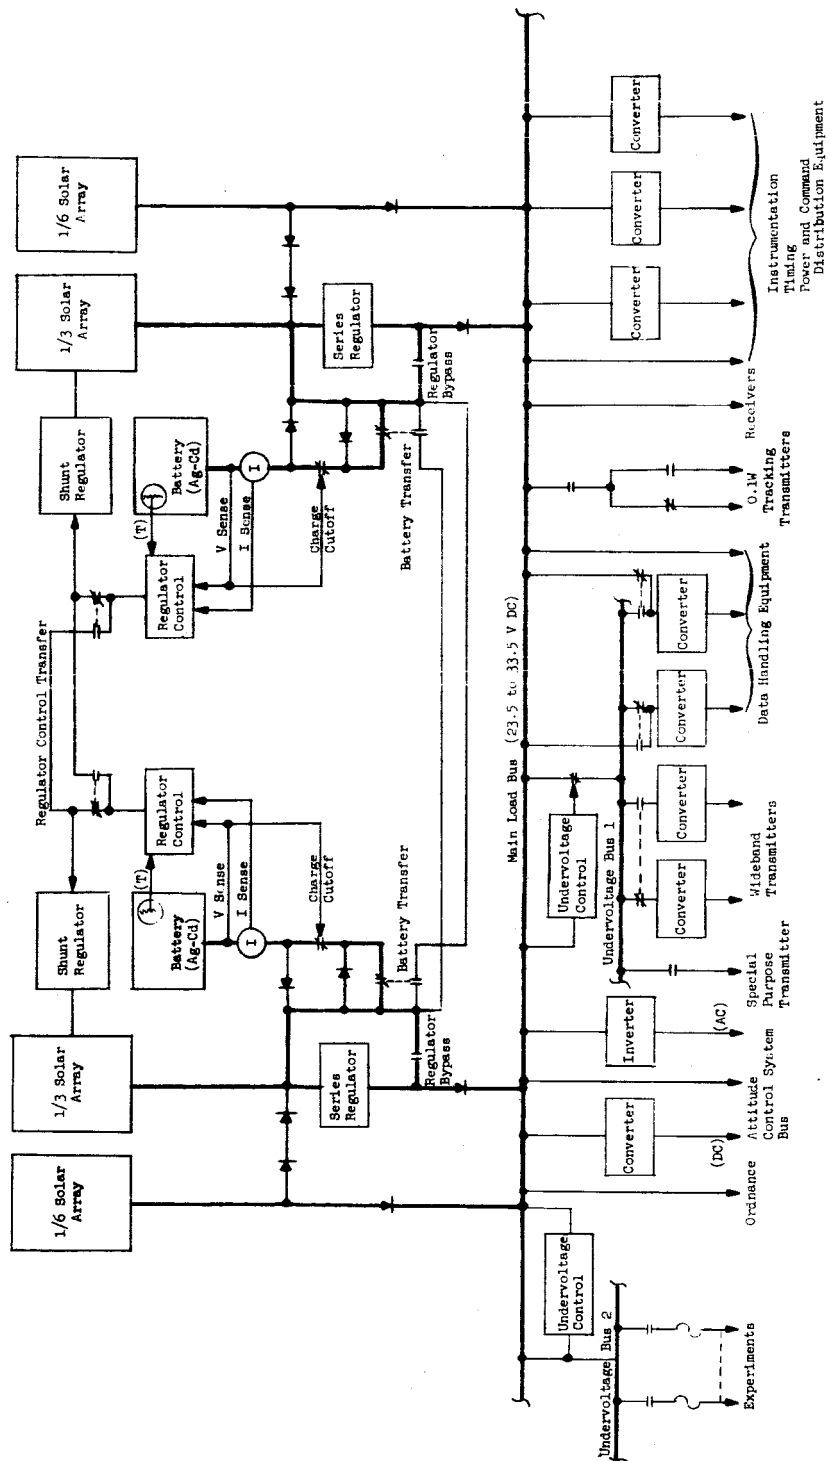 1/6 Solar
Array
1/3 Solar
Array
Shunt
Regulator
Battery
(Ag-Cd)
(T)
Regulator
Control
V Sense
I Sense
I
Charge
Cutoff
Series
Regulator
Regulator
Bypass
Battery Transfer
Regulator Control Transfer
1/6 Solar
Array
1/3 Solar
Array
Shunt
Regulator
Battery
(Ag-Cd)
(T)
Regulator
Control
V Sense
I Sense
I
Charge
Cutoff
Series
Regulator
Regulator
Bypass
Battery Transfer
Main Load Bus (23.5 to 33.5 V DC)
Undervoltage
Control
Undervoltage Bus 2
Experiments
Ordnance
Converter
(DC)
Attitude
Control System
Bus
Inverter
(AC)
Undervoltage
Control
Undervoltage Bus 1
Special
Purpose
Transmitter
Converter
Converter
Wideband
Transmitters
Converter
Converter
Data Handling Equipment
0.1W
Tracking
Transmitters
Receivers
Converter
Converter
Converter
Instrumentation
Timing
Power and Command
Distribution Equipment